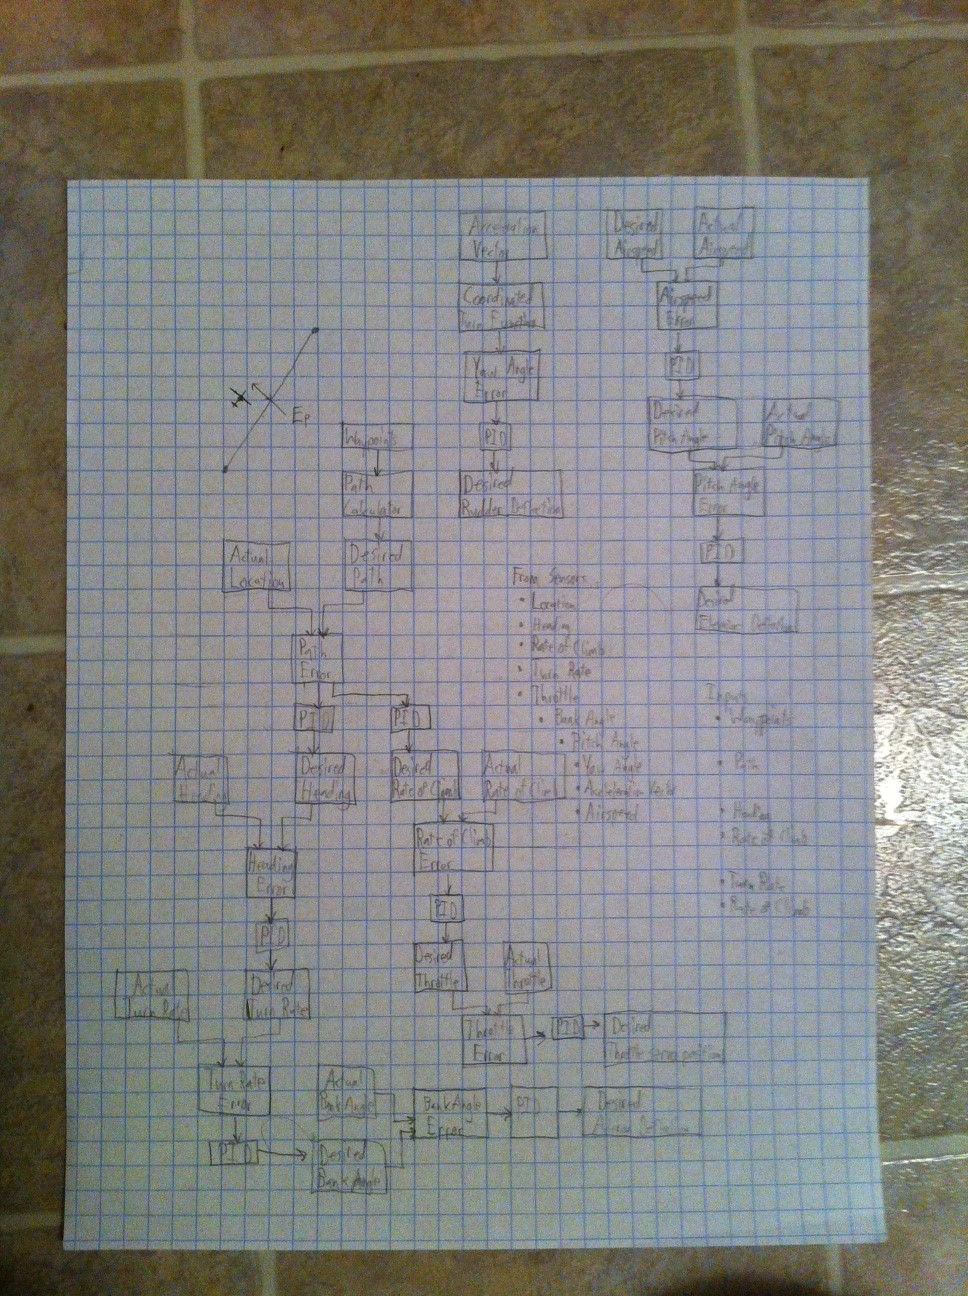 Acceleration
Vector
Desired
Airspeed
Actual
Airspeed
Coordinated
Turn Function
Airspeed
Error
Yaw Angle
Error
PID
Ep
Desired
Pitch Angle
Actual
Pitch Angle
Waypoints
PID
Path
Calculator
Desired
Rudder Deflection
Pitch Angle
Error
Actual
Location
Desired
Path
PID
From Sensors
• Location
• Heading
• Rate of Climb
• Turn Rate
• Throttle
• Bank Angle
• Pitch Angle
• Yaw Angle
• Acceleration Vector
• Airspeed
Desired
Elevator Deflection
Path
Error
PID
PID
Inputs
• Waypoints
• Path
• Heading
• Rate of Climb
• Turn Rate
• Rate of Climb
Actual
Heading
Desired
Heading
Desired
Rate of Climb
Actual
Rate of Climb
Heading
Error
Rate of Climb
Error
PID
PID
Actual
Turn Rate
Desired
Turn Rate
Desired
Throttle
Actual
Throttle
Throttle
Error
PID
Desired
Throttle servo position
Turn Rate
Error
Actual
Bank Angle
Bank Angle
Error
PID
Desired
Aileron Deflection
PID
Desired
Bank Angle